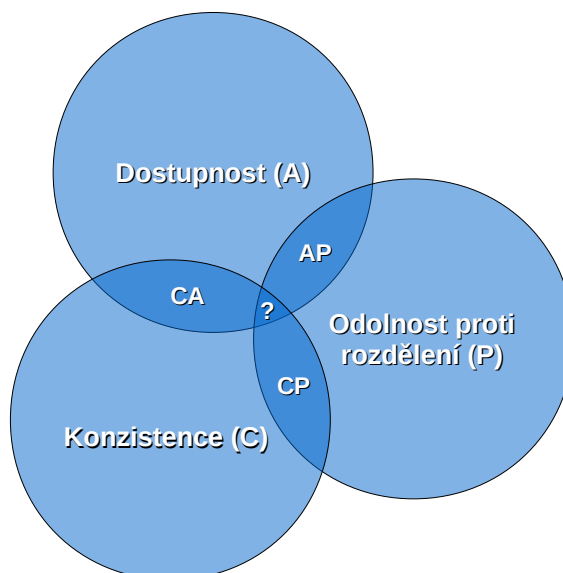 Dostupnost (A)
AP
CA
?
Odolnost proti
rozdělení (P)
CP
Konzistence (C)